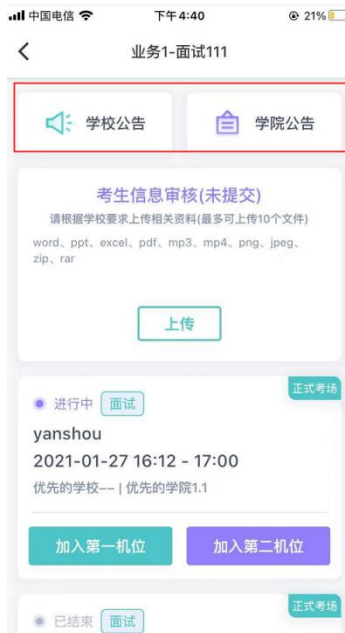 中国电信 下午4:40 21%
业务1-面试111
学校公告 学院公告
考生信息审核(未提交)
请根据学校要求上传相关资料(最多可上传10个文件)
word、ppt、excel、pdf、mp3、mp4、png、jpeg、
zip、rar
上传
正式考场
进行中 面试
yanshou
2021-01-27 16:12 - 17:00
优先的学校-- | 优先的学院1.1
加入第一机位 加入第二机位
正式考场
已结束 面试